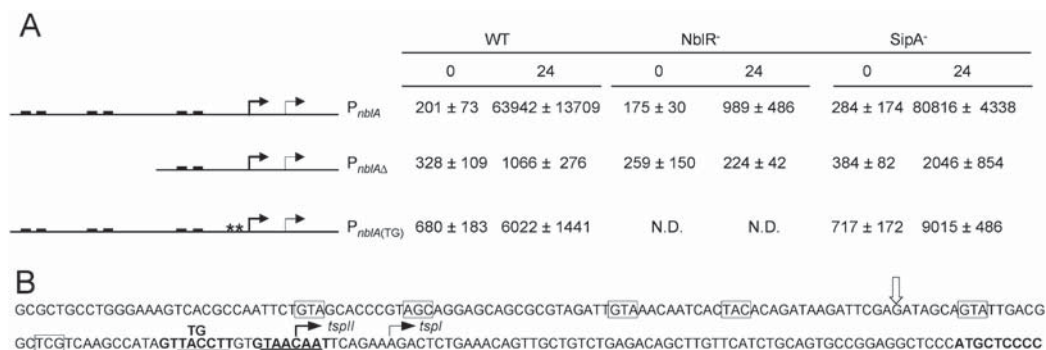 A
WT NblR- SipA-
0 24 0 24 0 24
PnblA 201 ± 73 63942 ± 13709 175 ± 30 989 ± 486 284 ± 174 80816 ± 4338
PnblAΔ 328 ± 109 1066 ± 276 259 ± 150 224 ± 42 384 ± 82 2046 ± 854
** PnblA(TG) 680 ± 183 6022 ± 1441 N.D. N.D. 717 ± 172 9015 ± 486
B
GCGCTGCCTGGGAAAGTCACGCCAATTCTGTAGCACCCGTAGCAGGAGCAGCGCGTAGATTGTAACAATCACTACACAGATAAGATTCGAGATAGCAGTATTGACG
TG tspII tspI
GCTCGTCAAGCCATAGTTACCTTGTGTAACAATTCAGAAAGACTCTGAAACAGTTGCTGTCTGAGACAGCTTGTTCATCTGCAGTGCCGGAGGCTCCCATGCTCCCC